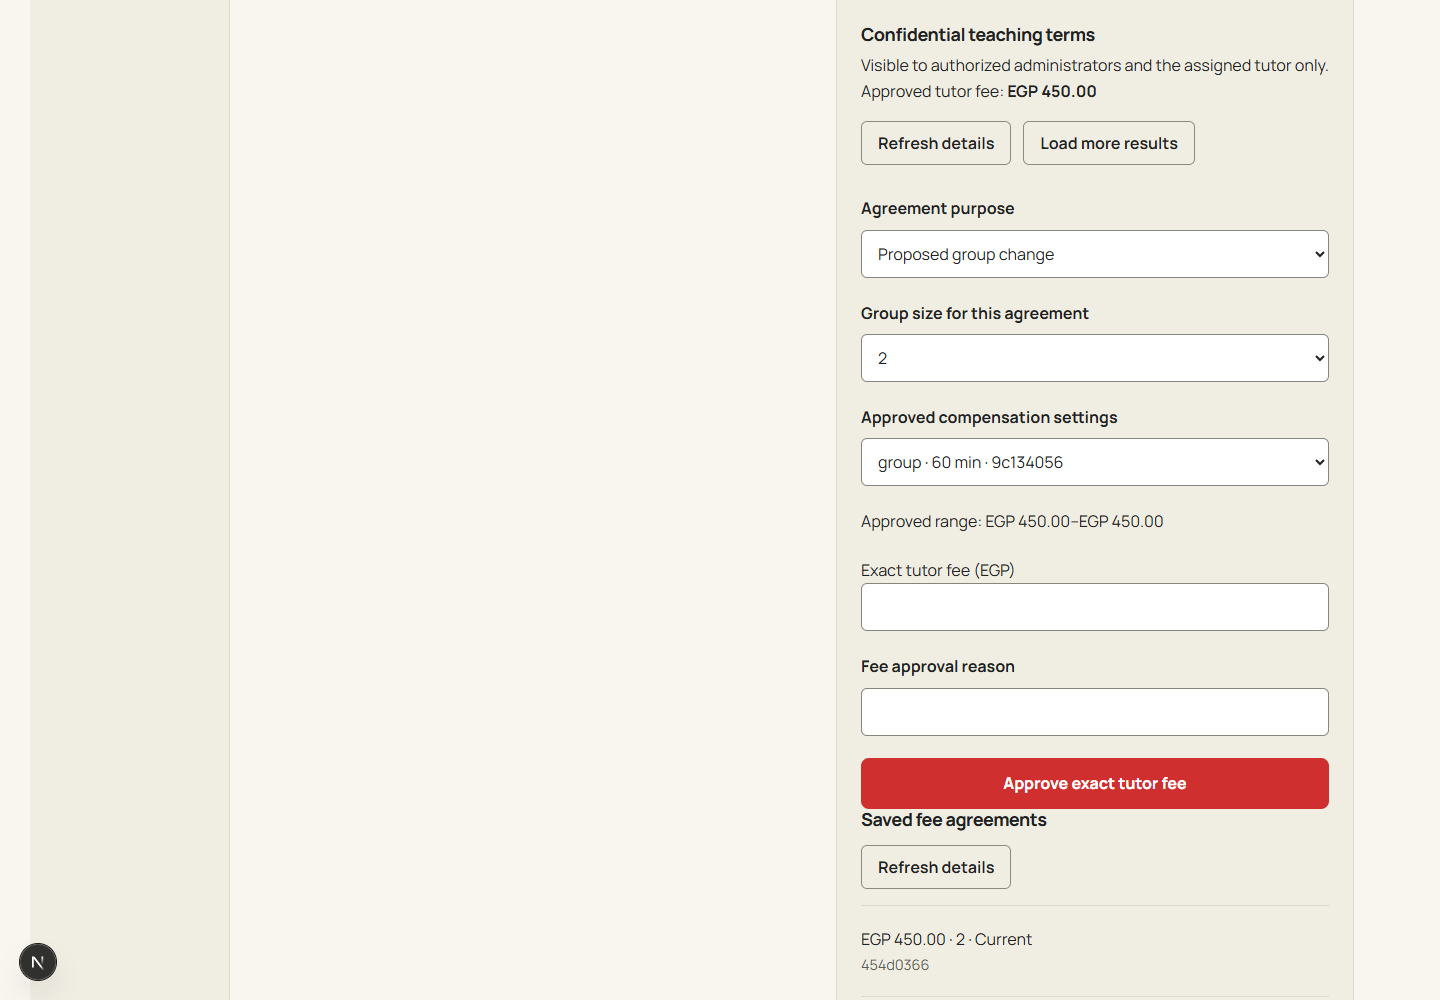 Confidential teaching terms
Visible to authorized administrators and the assigned tutor only.
Approved tutor fee: EGP 450.00
Refresh details
Load more results
Agreement purpose
Proposed group change
Group size for this agreement
2
Approved compensation settings
group · 60 min · 9c134056
Approved range: EGP 450.00–EGP 450.00
Exact tutor fee (EGP)
Fee approval reason
Approve exact tutor fee
Saved fee agreements
Refresh details
EGP 450.00 · 2 · Current
454d0366
N